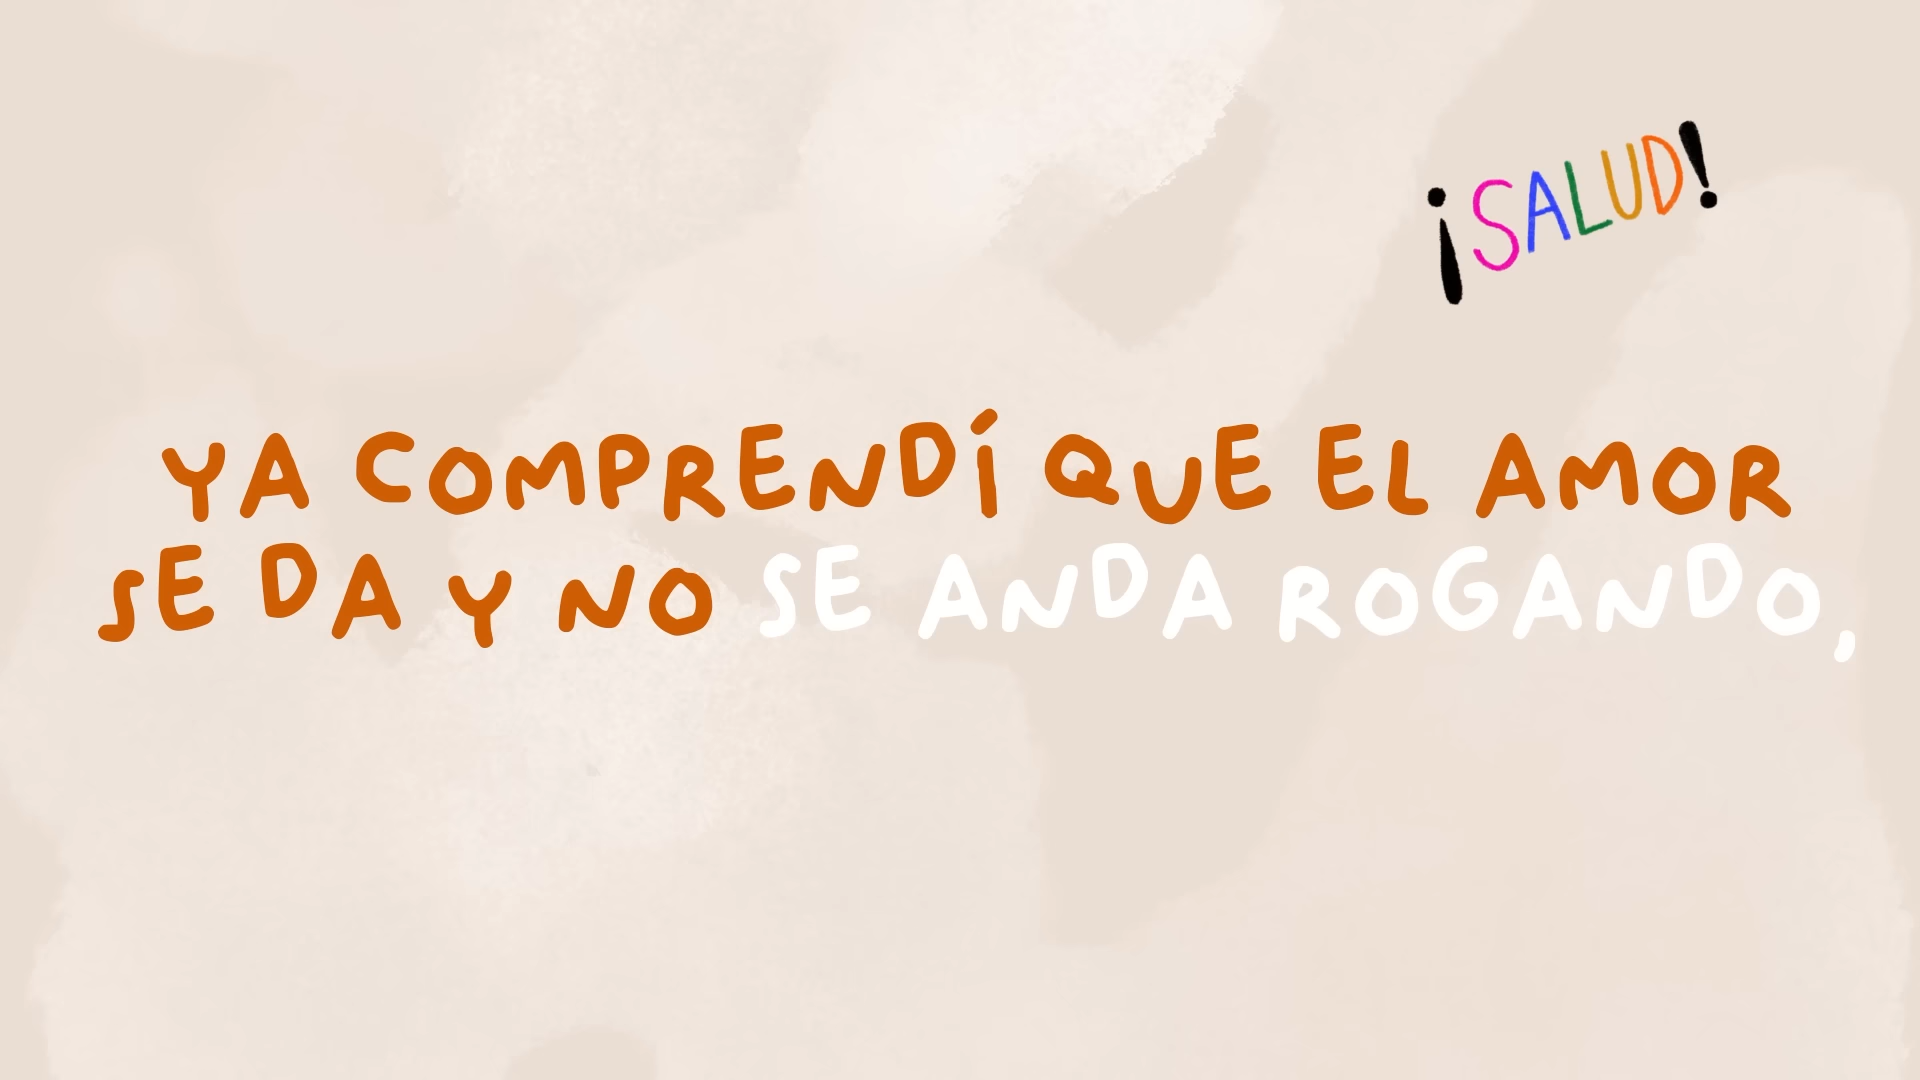 ¡SALUD!
YA COMPRENDÍ QUE EL AMOR
SE DA Y NO SE ANDA ROGANDO,